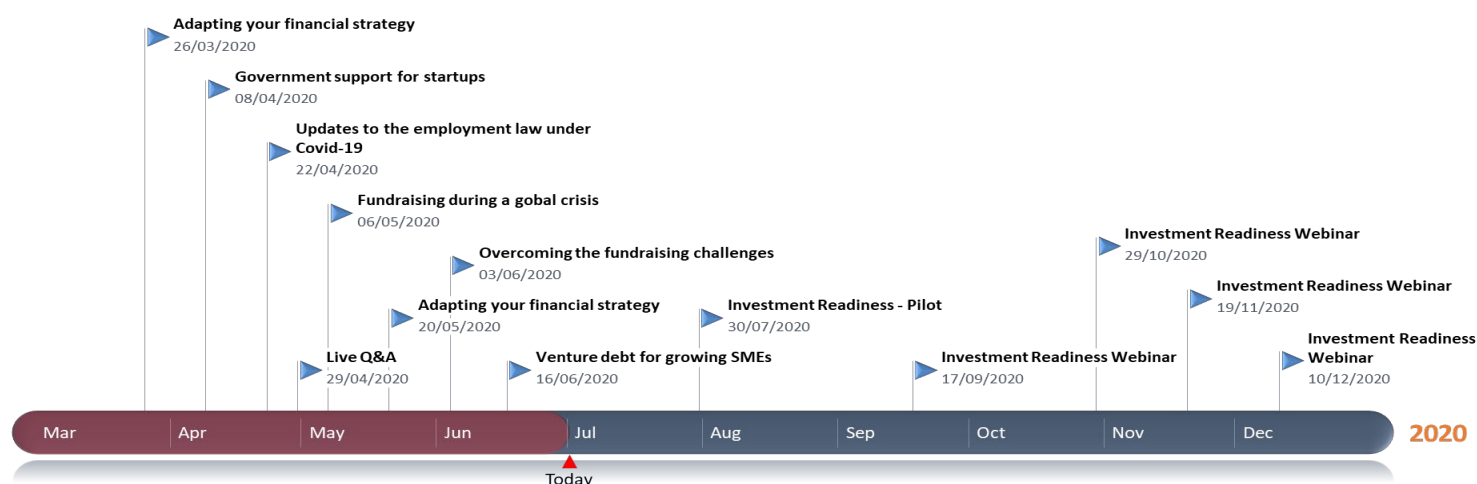 Adapting your financial strategy
26/03/2020
Government support for startups
08/04/2020
Updates to the employment law under
Covid-19
22/04/2020
Fundraising during a gobal crisis
06/05/2020
Investment Readiness Webinar
29/10/2020
Overcoming the fundraising challenges
03/06/2020
Investment Readiness Webinar
19/11/2020
Adapting your financial strategy
20/05/2020
Investment Readiness - Pilot
30/07/2020
Investment Readiness
Webinar
10/12/2020
Live Q&A
29/04/2020
Venture debt for growing SMEs
16/06/2020
Investment Readiness Webinar
17/09/2020
Mar Apr May Jun Jul Aug Sep Oct Nov Dec 2020
Today